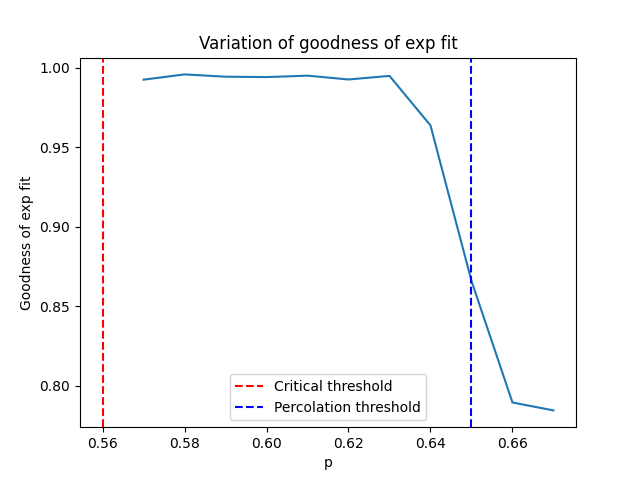 Variation of goodness of exp fit
1.00
0.95
0.90
0.85
0.80
Goodness of exp fit
Critical threshold
Percolation threshold
0.56 0.58 0.60 0.62 0.64 0.66
p